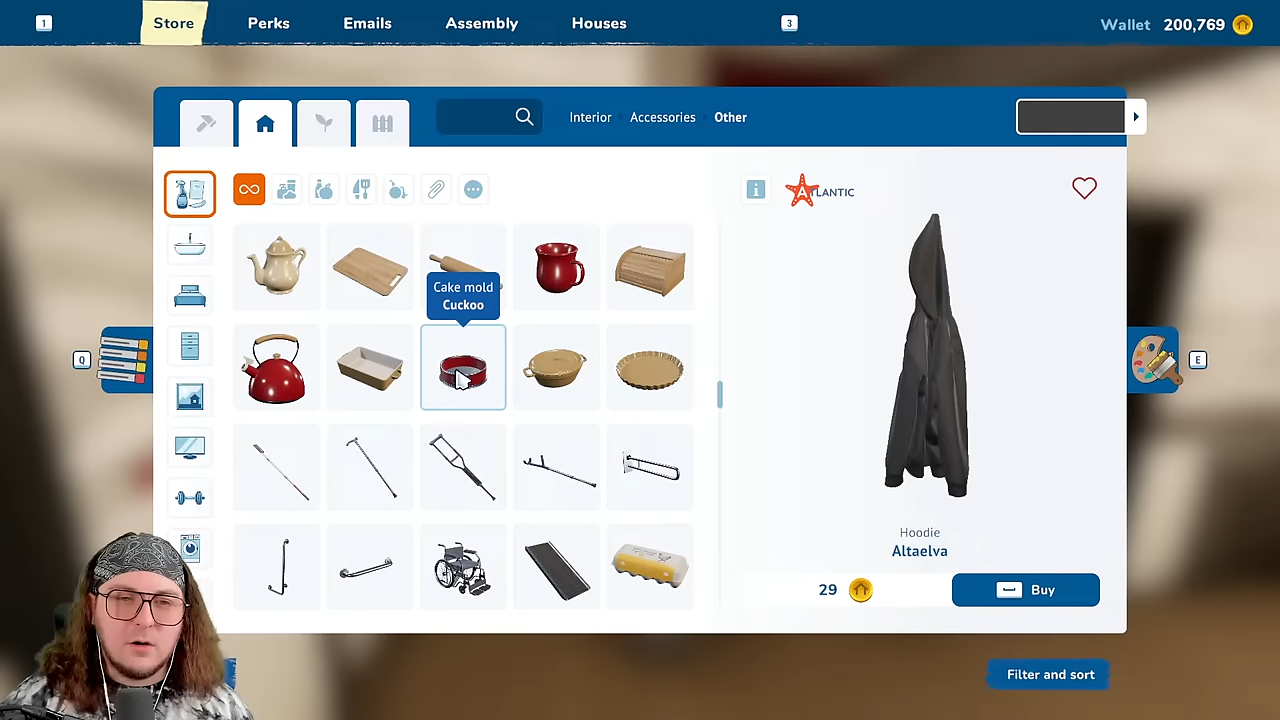 1
Store
Perks
Emails
Assembly
Houses
3
Wallet 200,769
Interior Accessories Other
ATLANTIC
Cake mold
Cuckoo
Q
E
Hoodie
Altaelva
29
Buy
Filter and sort